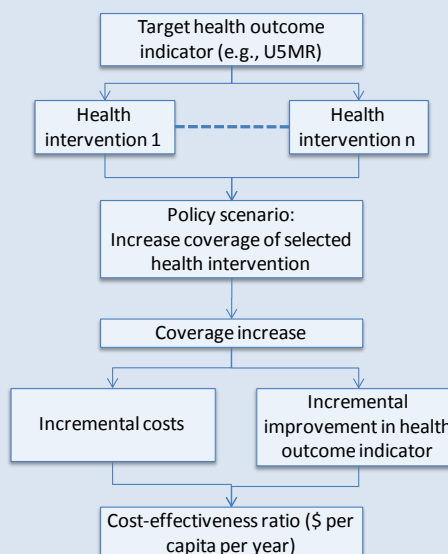 Target health outcome
indicator (e.g., U5MR)
Health
intervention 1
Health
intervention n
Policy scenario:
Increase coverage of selected
health intervention
Coverage increase
Incremental costs
Incremental
improvement in health
outcome indicator
Cost-effectiveness ratio ($ per
capita per year)